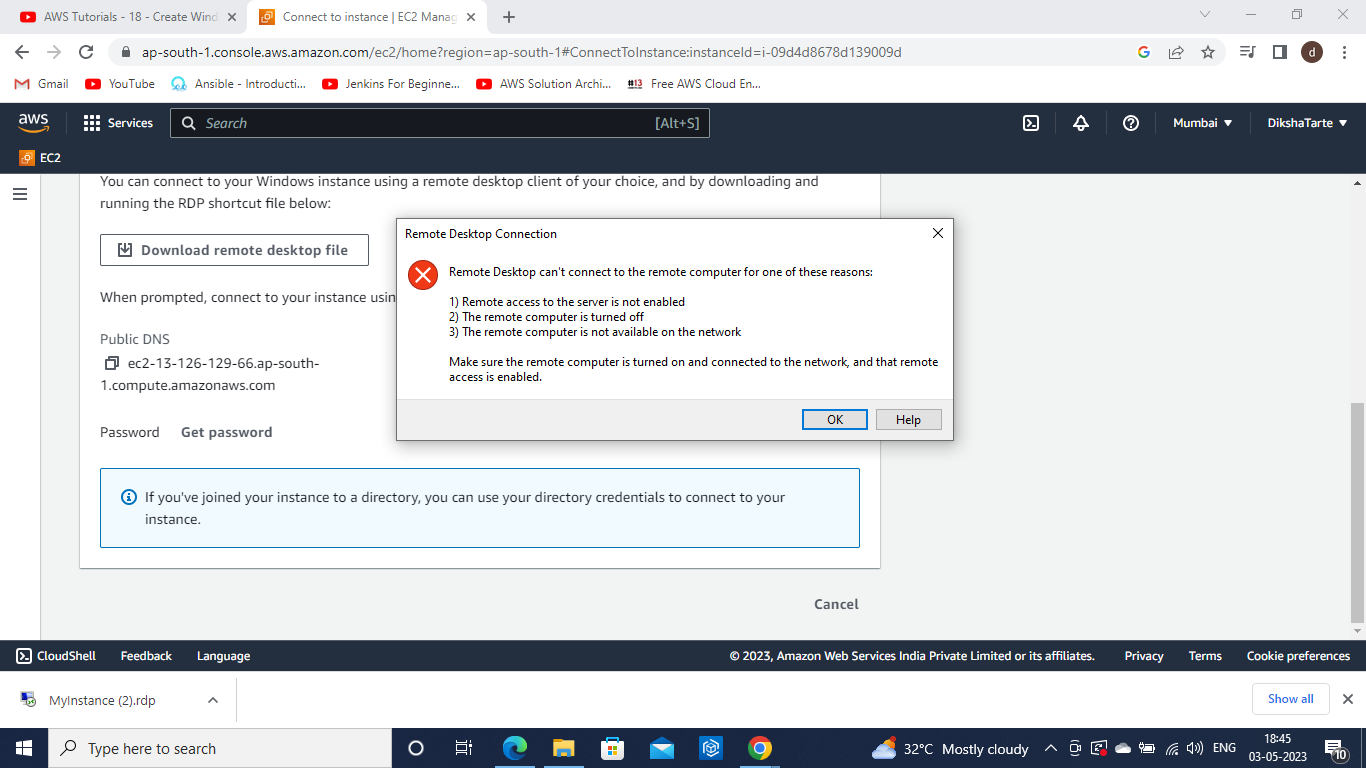 AWS Tutorials - 18 - Create Wind
Connect to instance | EC2 Manag
ap-south-1.console.aws.amazon.com/ec2/home?region=ap-south-1#ConnectToInstance:instanceId=i-09d4d8678d139009d
G
d
Gmail
YouTube
Ansible - Introducti...
Jenkins For Beginne...
AWS Solution Archi...
#13
Free AWS Cloud En...
aws
Services
Search
[Alt+S]
Mumbai
DikshaTarte
EC2
You can connect to your Windows instance using a remote desktop client of your choice, and by downloading and
running the RDP shortcut file below:
Download remote desktop file
When prompted, connect to your instance usin
Public DNS
ec2-13-126-129-66.ap-south-
1.compute.amazonaws.com
Password
Get password
Remote Desktop Connection
Remote Desktop can't connect to the remote computer for one of these reasons:
1) Remote access to the server is not enabled
2) The remote computer is turned off
3) The remote computer is not available on the network
Make sure the remote computer is turned on and connected to the network, and that remote
access is enabled.
OK
Help
If you've joined your instance to a directory, you can use your directory credentials to connect to your
instance.
Cancel
CloudShell
Feedback
Language
© 2023, Amazon Web Services India Private Limited or its affiliates.
Privacy
Terms
Cookie preferences
MyInstance (2).rdp
Show all
Type here to search
32°C Mostly cloudy
ENG
18:45
03-05-2023
10